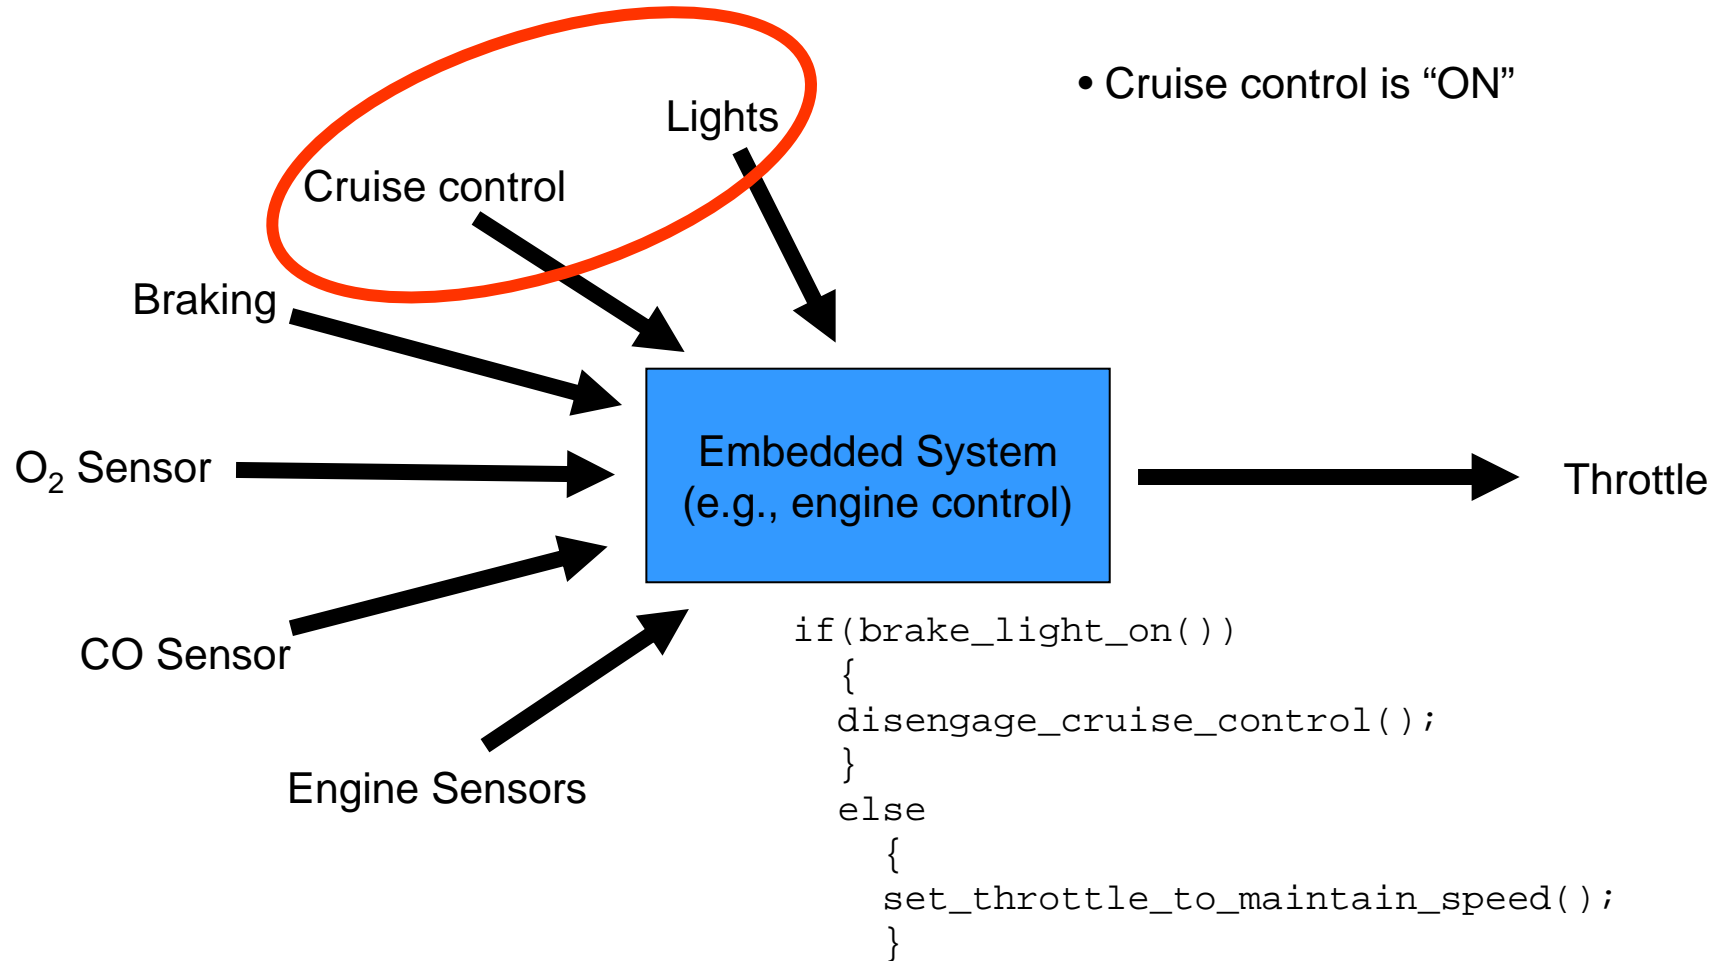 • Cruise control is “ON”
Lights
Cruise control
Braking
O₂ Sensor
CO Sensor
Engine Sensors
Embedded System
(e.g., engine control)
Throttle
if(brake_light_on())
{
disengage_cruise_control();
}
else
{
set_throttle_to_maintain_speed();
}